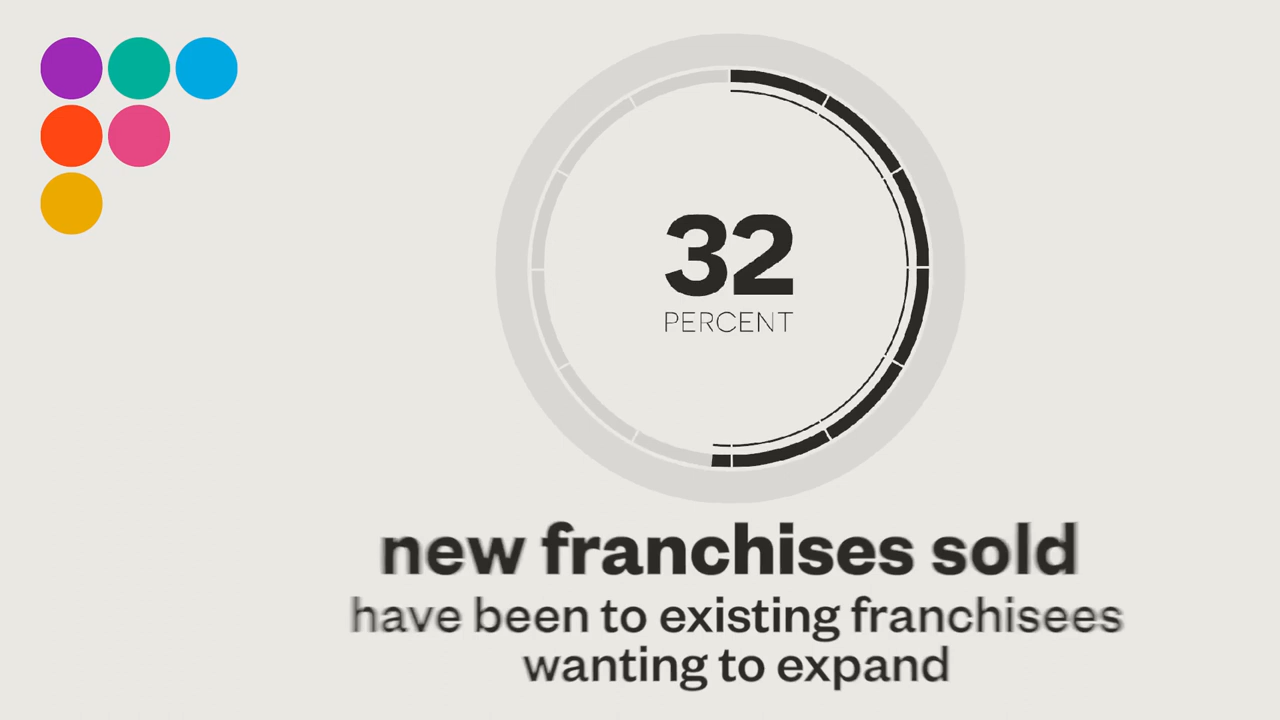 32
PERCENT
new franchises sold
have been to existing franchisees
wanting to expand